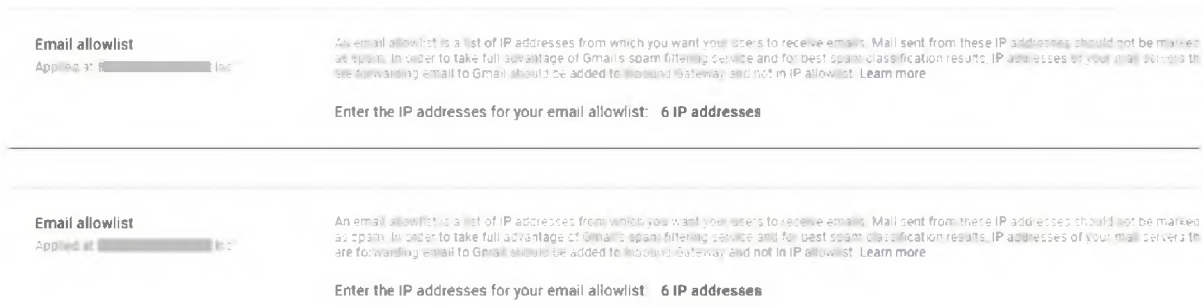 Email allowlist
Applied at Inc
An email allowlist is a list of IP addresses from which you want your users to receive emails. Mail sent from these IP addresses should not be marked
as spam. In order to take full advantage of Gmail's spam filtering service and for best spam classification results, IP addresses of your mail servers th
are forwarding email to Gmail should be added to Inbound Gateway and not in IP allowlist. Learn more
Enter the IP addresses for your email allowlist: 6 IP addresses
Email allowlist
Applied at Inc
An email allowlist is a list of IP addresses from which you want your users to receive emails. Mail sent from these IP addresses should not be marked
as spam. In order to take full advantage of Gmail's spam filtering service and for best spam classification results, IP addresses of your mail servers th
are forwarding email to Gmail should be added to Inbound Gateway and not in IP allowlist. Learn more
Enter the IP addresses for your email allowlist 6 IP addresses